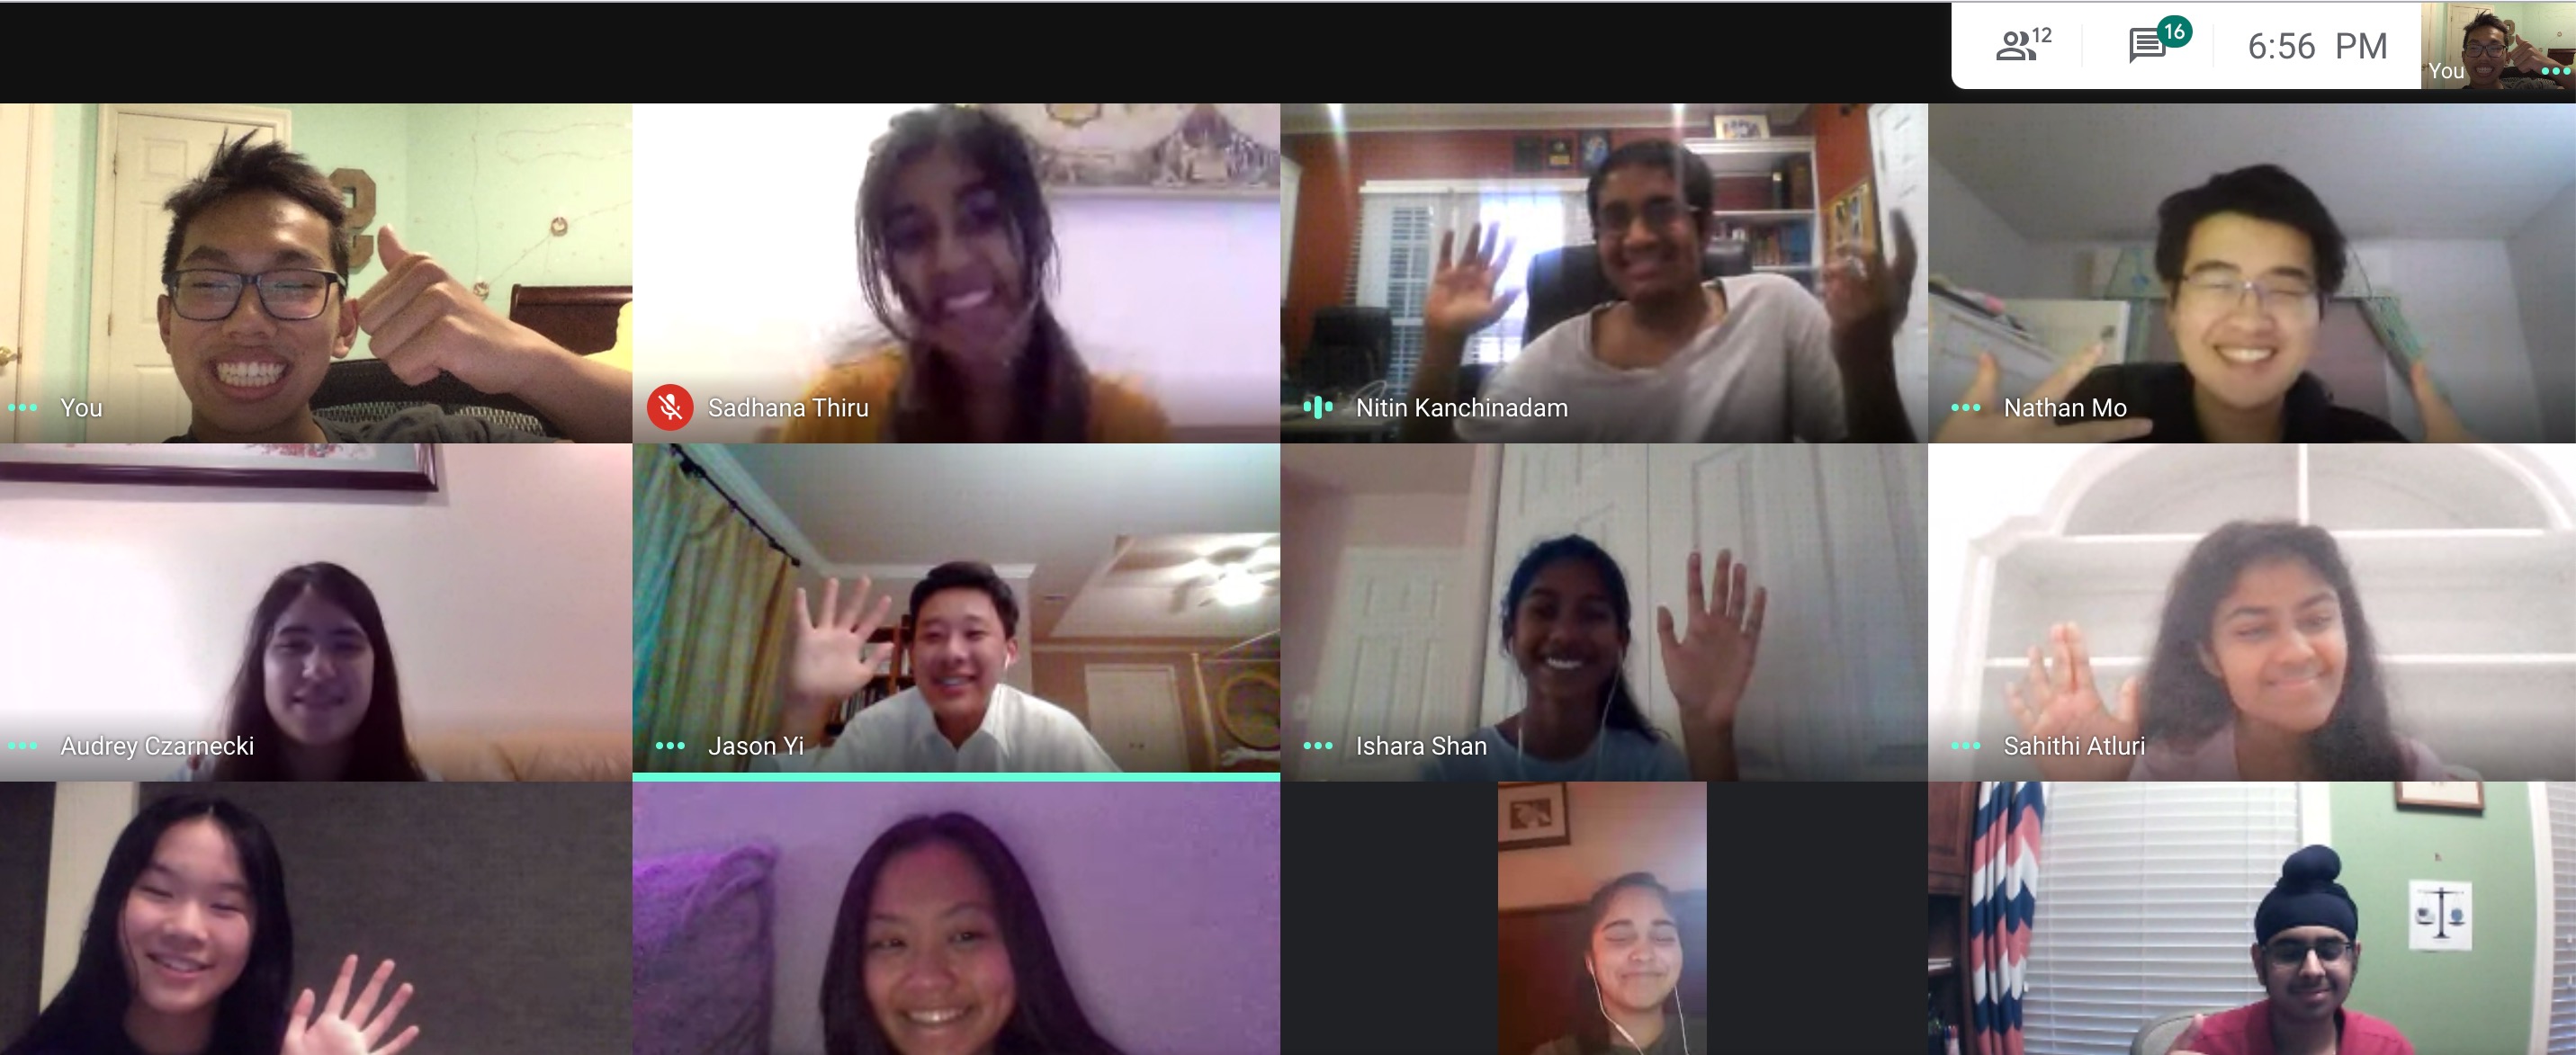 12
16
6:56 PM
You
You
Sadhana Thiru
Nitin Kanchinadam
Nathan Mo
Audrey Czarnecki
Jason Yi
Ishara Shan
Sahithi Atluri